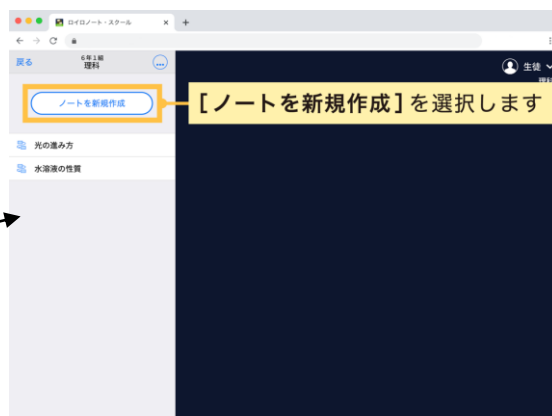 ロイロノート・スクール
戻る
6年1組
理科
生徒
理科
ノートを新規作成
[ノートを新規作成]を選択します
光の進み方
水溶液の性質